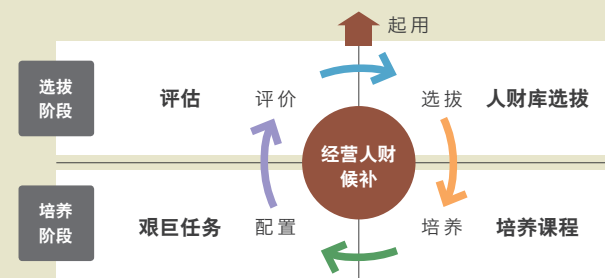 起用
选拔
阶段
评估
评价
选拔
人财库选拔
经营人财
候补
培养
阶段
艰巨任务
配置
培养
培养课程